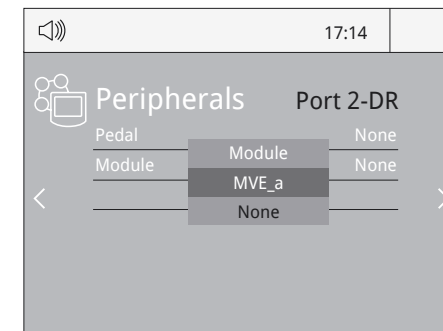 17:14
Peripherals Port 2-DR
Pedal None
Module None
Module
MVE_a
None